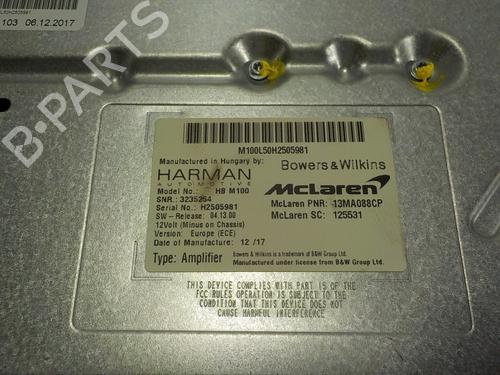 L50H2505981
103 06.12.2017
B-PARTS
M100L50H2505981
Manufactured in Hungary by:
HARMAN
AUTOMOTIVE
Bowers & Wilkins
McLaren
Model No.: HB M100
SNR.: 3235254
Serial No.: H2505981
SW-Release: 04.13.00
12Volt (Minus on Chassis)
Version: Europe (ECE)
Date of Manufacture: 12 /17
McLaren PNR: 13MA088CP
McLaren SC: 125531
Type: Amplifier
Bowers & Wilkins is a trademark of B&W Group Ltd.
Manufactured under license from B&W Group Ltd.
THIS DEVICE COMPLIES WITH PART 15 OF THE
FCC RULES OPERATION IS SUBJECT TO THE
CONDITION THAT THIS DEVICE DOES NOT
CAUSE HARMFUL INTERFERENCE